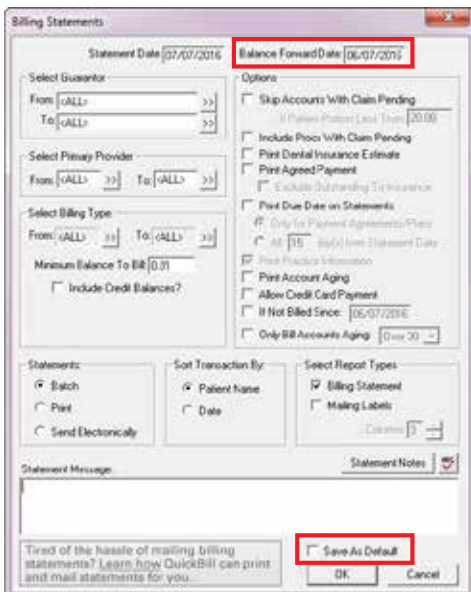 Billing Statements
Statement Date: 07/07/2016 Balance Forward Date: 06/07/2016
Select Guarantor
From: <ALL> >>
To: <ALL> >>
Select Primary Provider
From: <ALL> >> To: <ALL> >>
Select Billing Type
From: <ALL> >> To: <ALL> >>
Minimum Balance To Bill: 0.01
Include Credit Balances?
Options
Skip Accounts With Claim Pending
If Patient Portion Less Than: 20.00
Include Procs With Claim Pending
Print Dental Insurance Estimate
Print Agreed Payment
Exclude Outstanding To Insurance
Print Due Date on Statements
Only for Payment Agreements/Plans
All: 15 day(s) from Statement Date
Print Practice Information
Print Account Aging
Allow Credit Card Payment
If Not Billed Since: 06/07/2016
Only Bill Accounts Aging: Over 30
Statements:
Batch
Print
Send Electronically
Sort Transaction By:
Patient Name
Date
Select Report Types
Billing Statement
Mailing Labels
Columns: 3
Statement Message:
Statement Notes
Tired of the hassle of mailing billing
statements? Learn how QuickBill can print
and mail statements for you...
Save As Default
OK Cancel